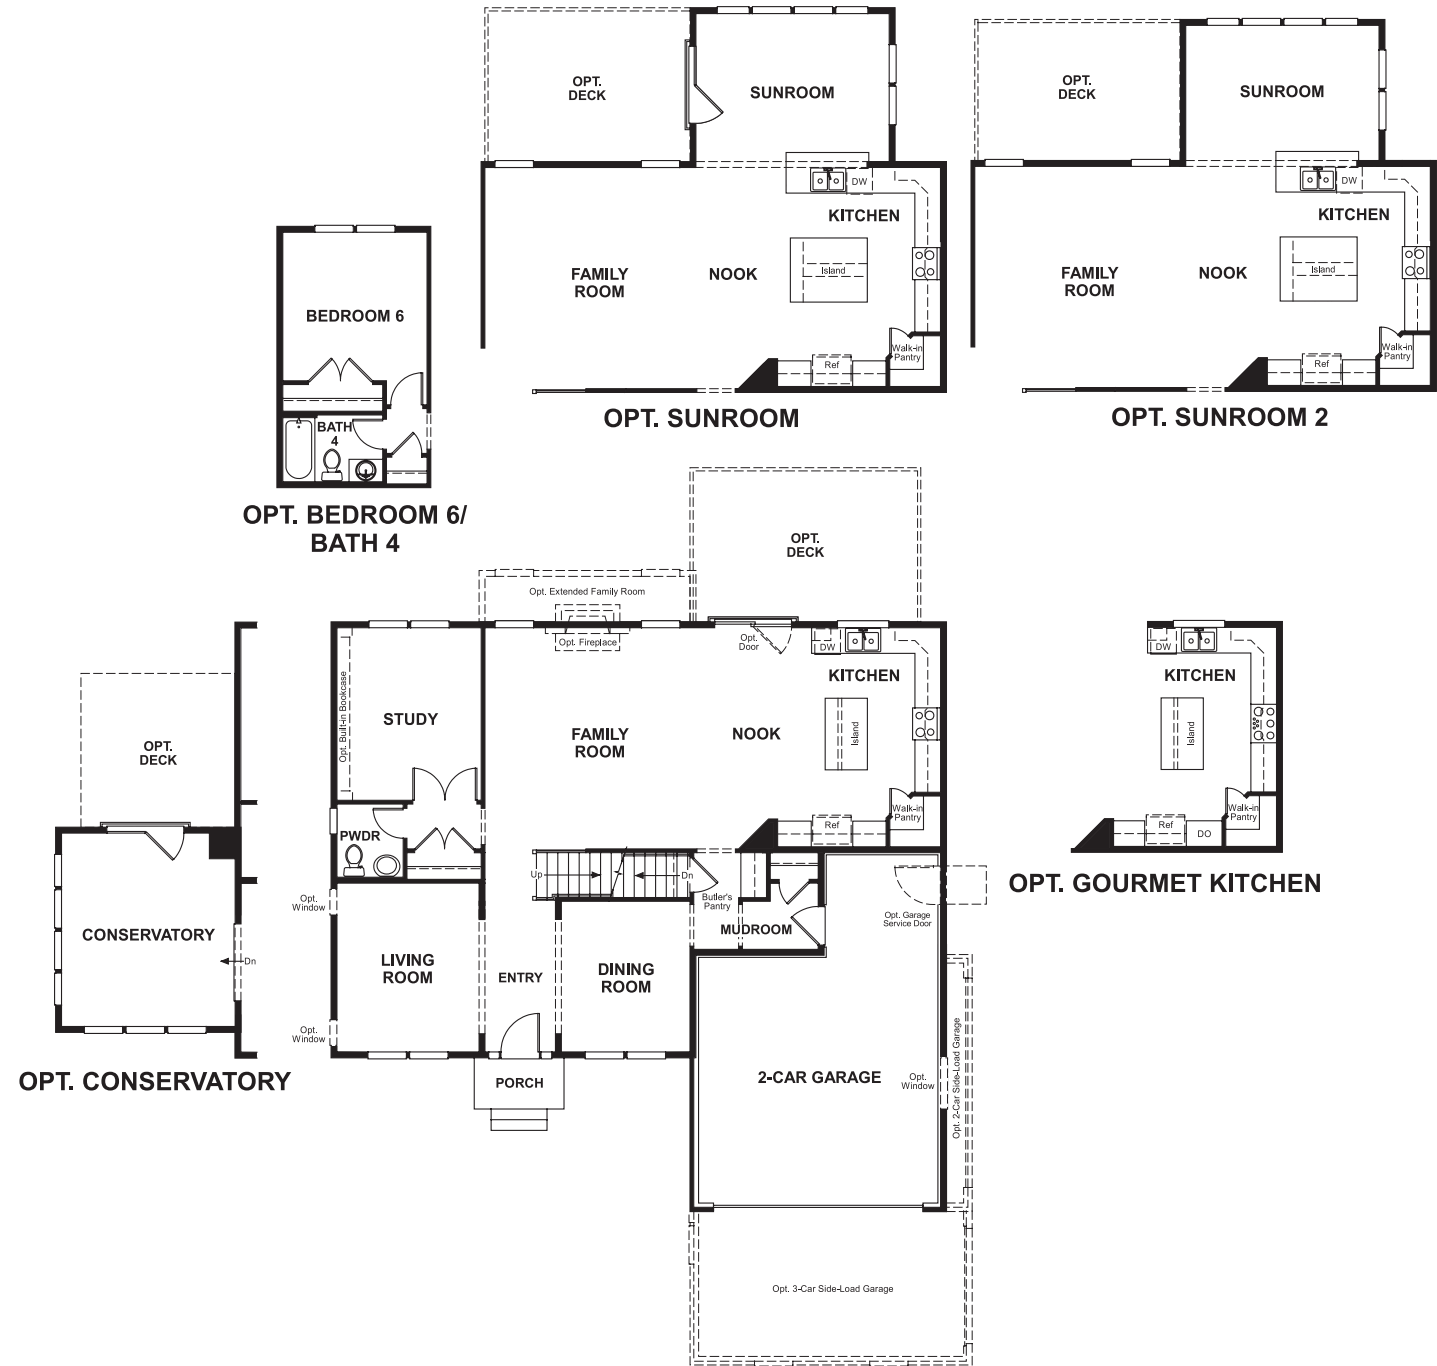 OPT.
DECK
SUNROOM
DW
KITCHEN
FAMILY
ROOM
NOOK
Island
Walk-in
Pantry
Ref
OPT. SUNROOM
OPT.
DECK
SUNROOM
DW
KITCHEN
FAMILY
ROOM
NOOK
Island
Walk-in
Pantry
Ref
OPT. SUNROOM 2
BEDROOM 6
BATH
4
OPT. BEDROOM 6/
BATH 4
OPT.
DECK
Opt. Extended Family Room
Opt. Fireplace
Opt.
Door
DW
KITCHEN
Opt. Built-in Bookcase
STUDY
FAMILY
ROOM
NOOK
Island
Walk-in
Pantry
Ref
PWDR
Up
Dn
Butler's
Pantry
MUDROOM
Opt. Garage
Service Door
Opt.
Window
LIVING
ROOM
ENTRY
DINING
ROOM
Opt.
Window
PORCH
2-CAR GARAGE
Opt.
Window
Opt. 2-Car Side-Load Garage
Opt. 3-Car Side-Load Garage
OPT.
DECK
CONSERVATORY
Dn
OPT. CONSERVATORY
DW
KITCHEN
Island
Walk-in
Pantry
Ref
DO
OPT. GOURMET KITCHEN